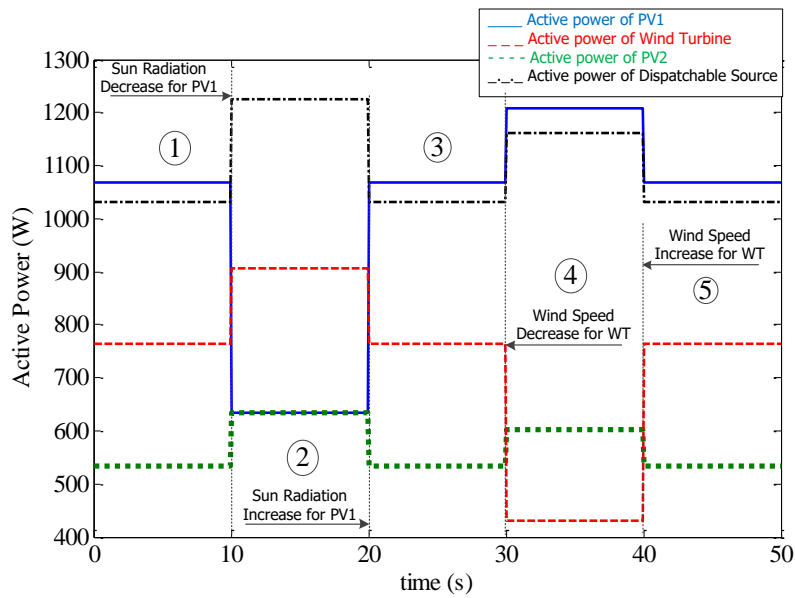 Active power of PV1
Active power of Wind Turbine
Active power of PV2
Active power of Dispatchable Source
1300
1200
1100
1000
900
800
700
600
500
400
Active Power (W)
Sun Radiation
Decrease for PV1
1
2
Sun Radiation
Increase for PV1
3
4
Wind Speed
Decrease for WT
Wind Speed
Increase for WT
5
0
10
20
30
40
50
time (s)